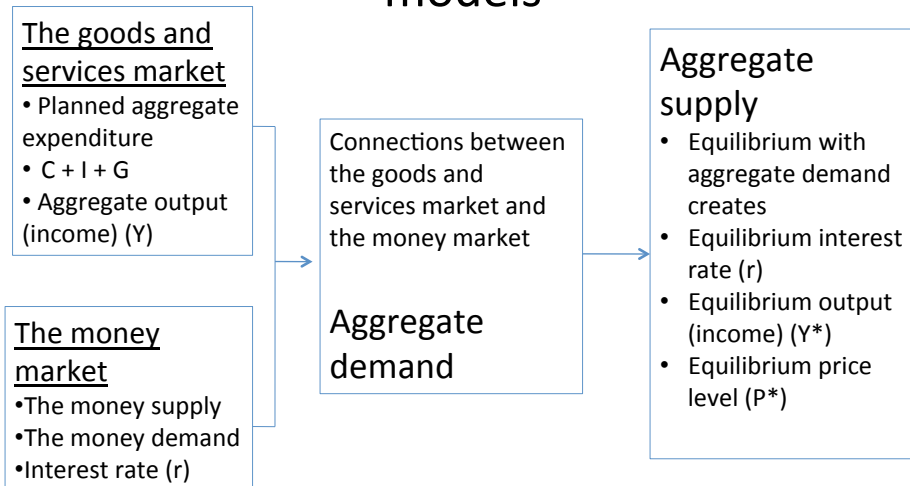 models
The goods and
services market
• Planned aggregate
expenditure
• C + I + G
• Aggregate output
(income) (Y)
The money
market
•The money supply
•The money demand
•Interest rate (r)
Connections between
the goods and
services market and
the money market
Aggregate
demand
Aggregate
supply
• Equilibrium with
aggregate demand
creates
• Equilibrium interest
rate (r)
• Equilibrium output
(income) (Y*)
• Equilibrium price
level (P*)